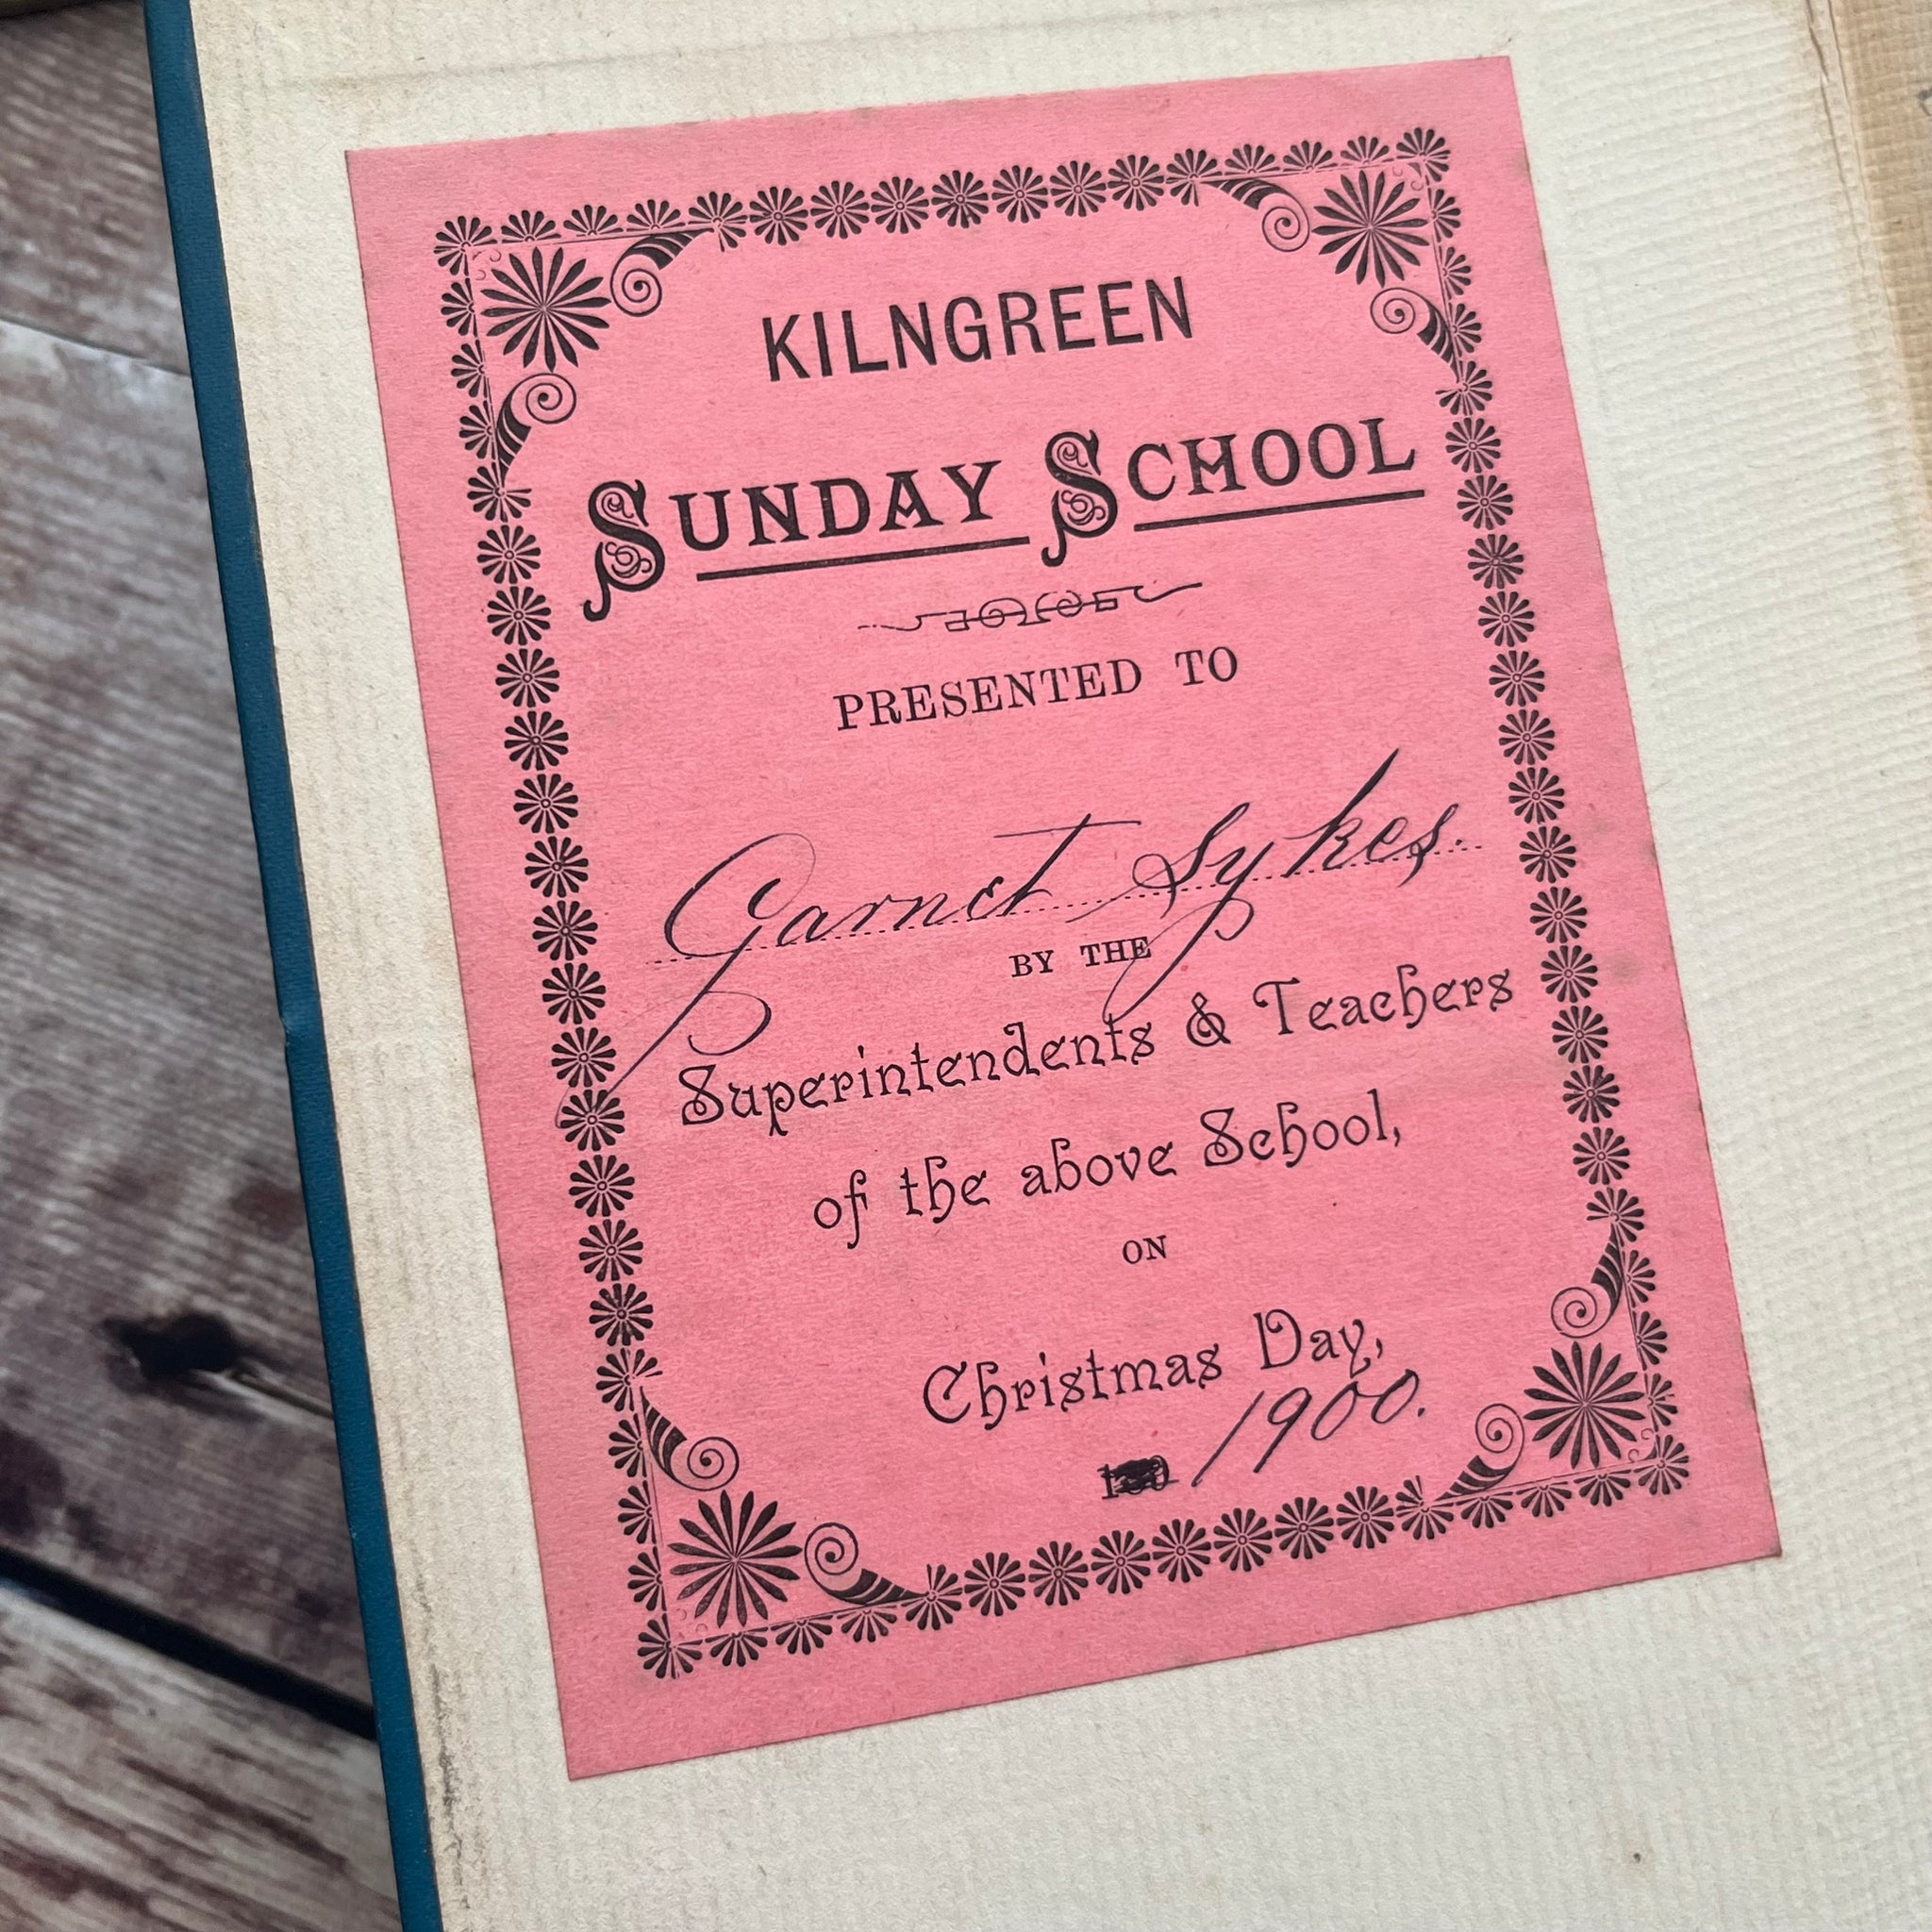 KILNGREEN
SUNDAY SCHOOL
PRESENTED TO
Garnet Sykes.
BY THE
Superintendents & Teachers
of the above School,
ON
Christmas Day,
1900.